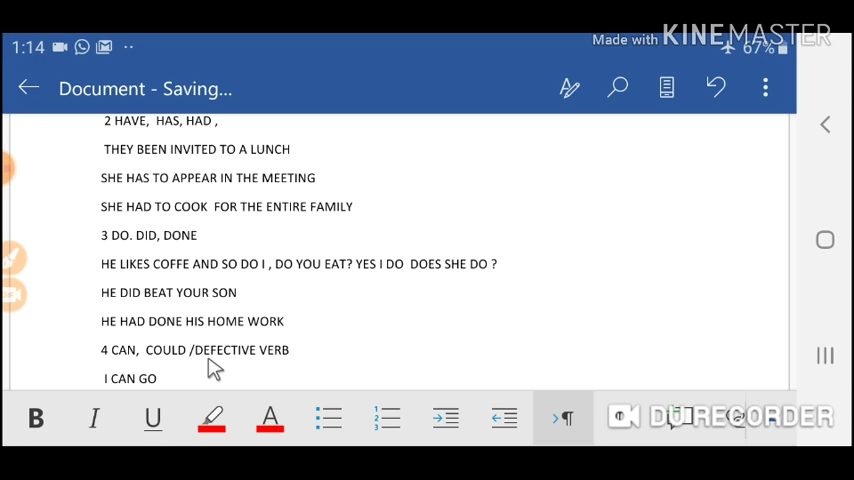 Made with KINEMASTER
1:14 67%
Document - Saving...
2 HAVE, HAS, HAD ,
THEY BEEN INVITED TO A LUNCH
SHE HAS TO APPEAR IN THE MEETING
SHE HAD TO COOK FOR THE ENTIRE FAMILY
3 DO. DID, DONE
HE LIKES COFFE AND SO DO I , DO YOU EAT? YES I DO DOES SHE DO ?
HE DID BEAT YOUR SON
HE HAD DONE HIS HOME WORK
4 CAN, COULD /DEFECTIVE VERB
I CAN GO
B I U A 1 2 3 DU RECORDER